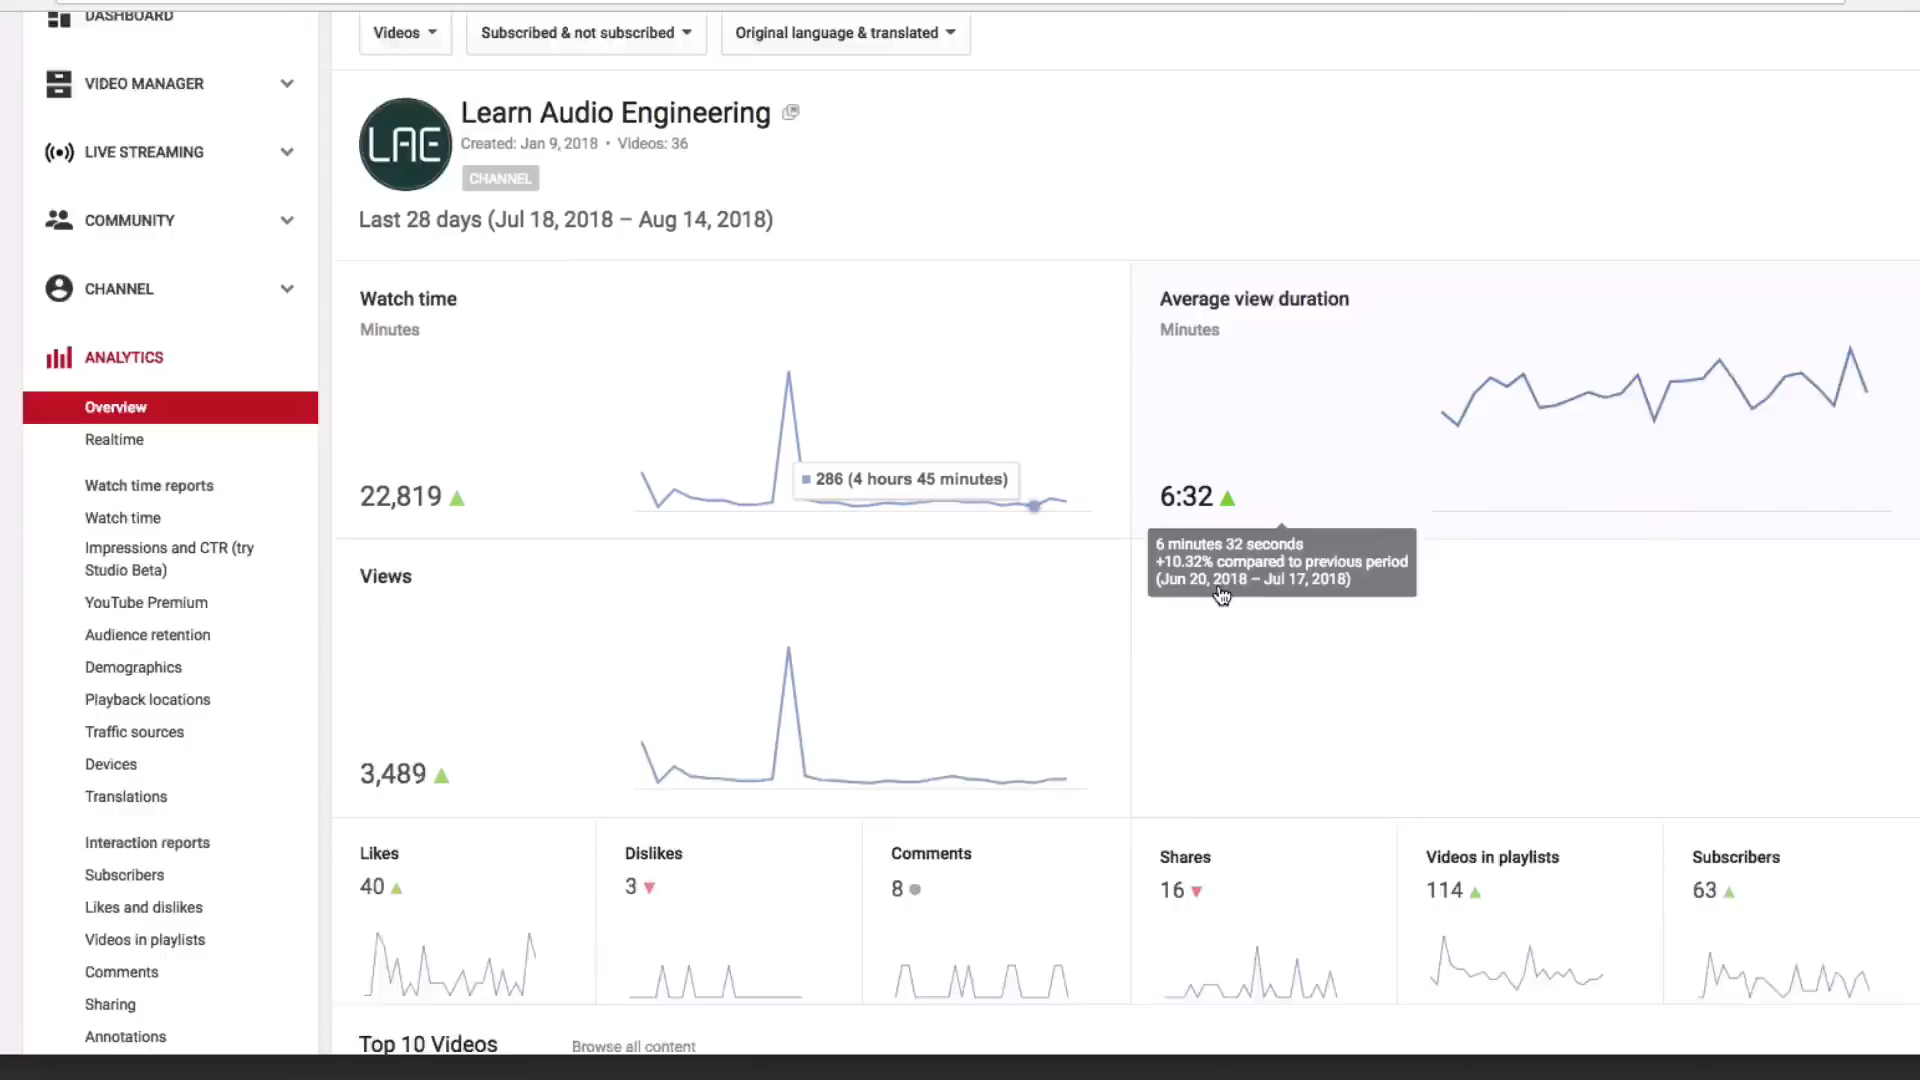 DASHBOARD
VIDEO MANAGER
LIVE STREAMING
COMMUNITY
CHANNEL
ANALYTICS
Overview
Realtime
Watch time reports
Watch time
Impressions and CTR (try
Studio Beta)
YouTube Premium
Audience retention
Demographics
Playback locations
Traffic sources
Devices
Translations
Interaction reports
Subscribers
Likes and dislikes
Videos in playlists
Comments
Sharing
Annotations
Videos
Subscribed & not subscribed
Original language & translated
LAE
Learn Audio Engineering
Created: Jan 9, 2018 • Videos: 36
CHANNEL
Last 28 days (Jul 18, 2018 – Aug 14, 2018)
Watch time
Minutes
22,819
286 (4 hours 45 minutes)
Average view duration
Minutes
6:32
6 minutes 32 seconds
+10.32% compared to previous period
(Jun 20, 2018 – Jul 17, 2018)
Views
3,489
Likes
40
Dislikes
3
Comments
8
Shares
16
Videos in playlists
114
Subscribers
63
Top 10 Videos
Browse all content